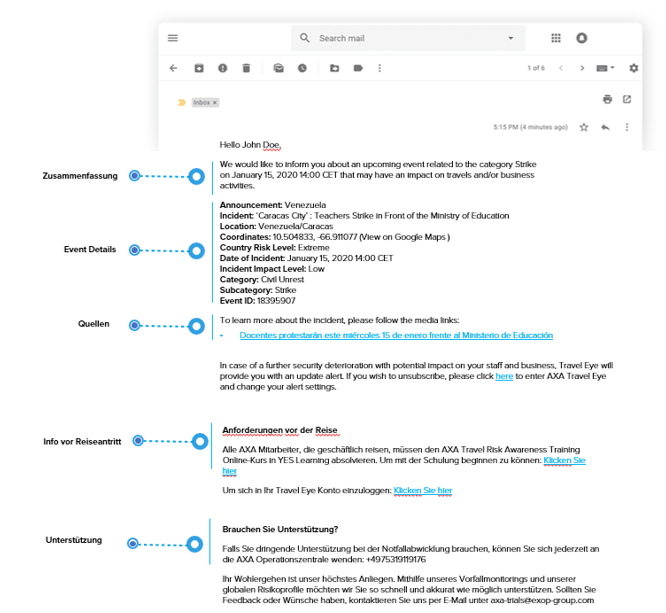 Search mail
1 of 6
Inbox ×
5:15 PM (4 minutes ago)
Hello John Doe,
Zusammenfassung
We would like to inform you about an upcoming event related to the category Strike
on January 15, 2020 14:00 CET that may have an impact on travels and/or business
activities.
Event Details
Announcement: Venezuela
Incident: 'Caracas City' : Teachers Strike in Front of the Ministry of Education
Location: Venezuela/Caracas
Coordinates: 10.504833, -66.911077 (View on Google Maps )
Country Risk Level: Extreme
Date of Incident: January 15, 2020 14:00 CET
Incident Impact Level: Low
Category: Civil Unrest
Subcategory: Strike
Event ID: 18395907
Quellen
To learn more about the incident, please follow the media links:
- Docentes protestarán este miércoles 15 de enero frente al Ministerio de Educación
In case of a further security deterioration with potential impact on your staff and business, Travel Eye will
provide you with an update alert. If you wish to unsubscribe, please click here to enter AXA Travel Eye
and change your alert settings.
Info vor Reiseantritt
Anforderungen vor der Reise
Alle AXA Mitarbeiter, die geschäftlich reisen, müssen den AXA Travel Risk Awareness Training
Online-Kurs in YES Learning absolvieren. Um mit der Schulung beginnen zu können: Klicken Sie
hier
Um sich in Ihr Travel Eye Konto einzuloggen: Klicken Sie hier
Unterstützung
Brauchen Sie Unterstützung?
Falls Sie dringende Unterstützung bei der Notfallabwicklung brauchen, können Sie sich jederzeit an
die AXA Operationszentrale wenden: +4975319119176
Ihr Wohlergehen ist unser höchstes Anliegen. Mithilfe unseres Vorfallmonitorings und unserer
globalen Risikoprofile möchten wir Sie so schnell und akkurat wie möglich unterstützen. Sollten Sie
Feedback oder Wünsche haben, kontaktieren Sie uns per E-Mail unter axa-trials@exop-group.com